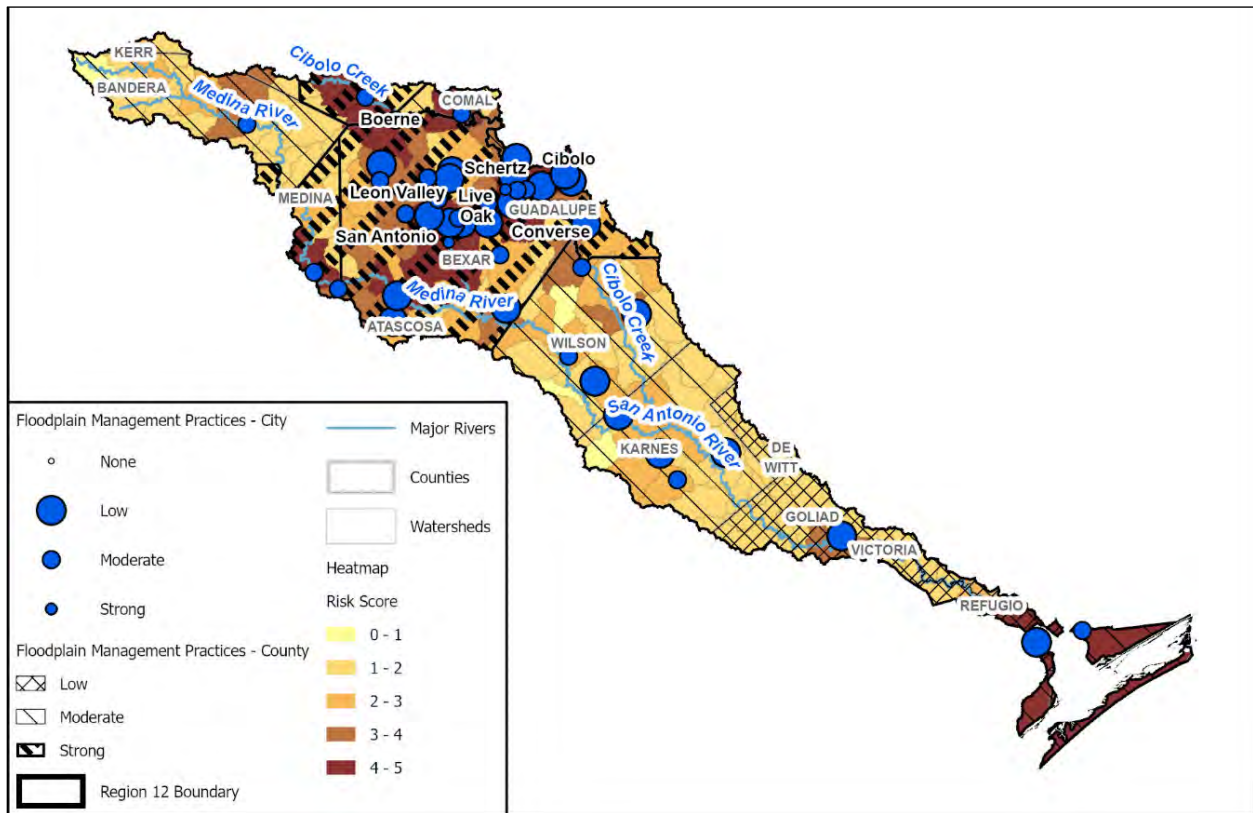 KERR
BANDERA
Medina River
Cibolo Creek
COMAL
Boerne
Schertz
Cibolo
MEDINA
Leon Valley
Live
Oak
GUADALUPE
San Antonio
Converse
BEXAR
Medina River
Cibolo Creek
ATASCOSA
WILSON
San Antonio River
KARNES
DE
WITT
GOLIAD
VICTORIA
REFUGIO
Floodplain Management Practices - City
None
Low
Moderate
Strong
Floodplain Management Practices - County
Low
Moderate
Strong
Region 12 Boundary
Major Rivers
Counties
Watersheds
Heatmap
Risk Score
0 - 1
1 - 2
2 - 3
3 - 4
4 - 5